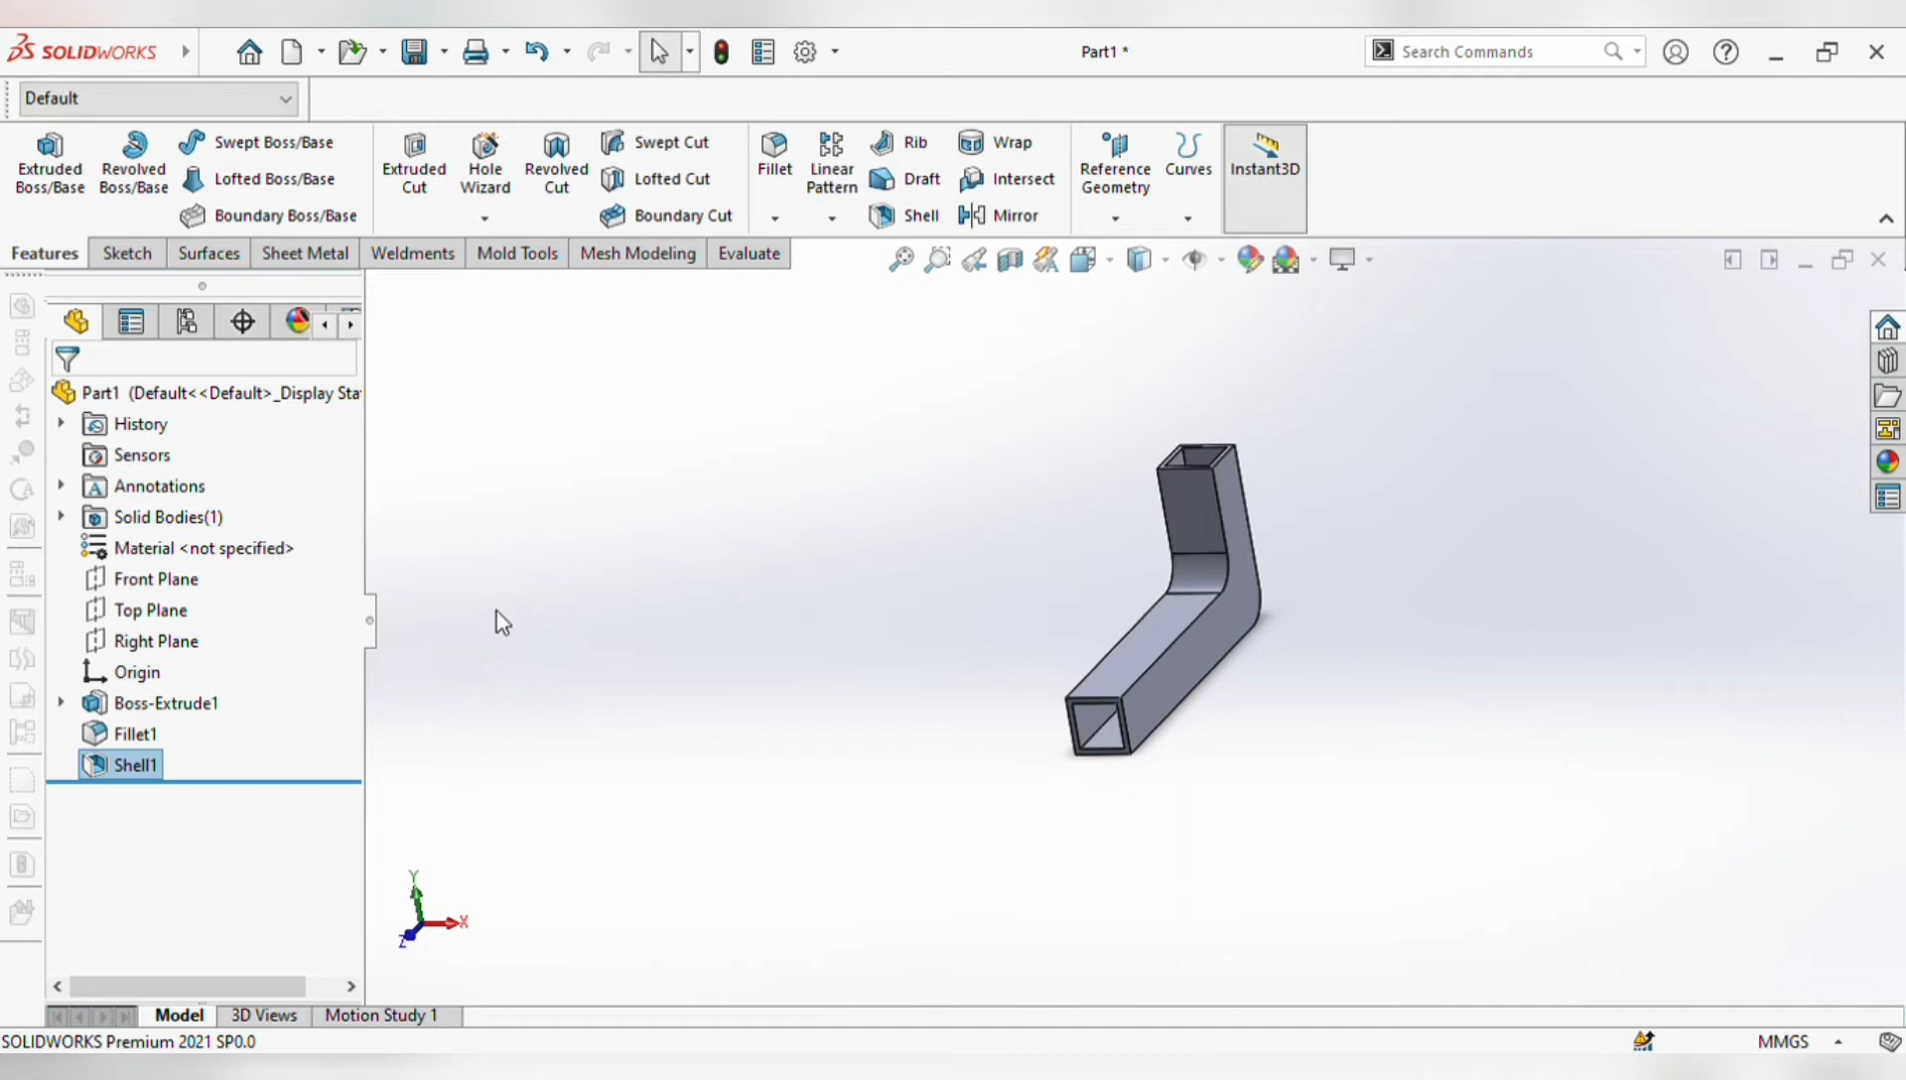 SOLIDWORKS
Part1 *
Search Commands
Default
Extruded Boss/Base
Revolved Boss/Base
Swept Boss/Base
Lofted Boss/Base
Boundary Boss/Base
Extruded Cut
Hole Wizard
Revolved Cut
Swept Cut
Lofted Cut
Boundary Cut
Fillet
Linear Pattern
Rib
Draft
Shell
Wrap
Intersect
Mirror
Reference Geometry
Curves
Instant3D
Features
Sketch
Surfaces
Sheet Metal
Weldments
Mold Tools
Mesh Modeling
Evaluate
Part1 (Default<<Default>_Display Sta
History
Sensors
Annotations
Solid Bodies(1)
Material <not specified>
Front Plane
Top Plane
Right Plane
Origin
Boss-Extrude1
Fillet1
Shell1
Y
X
Z
Model
3D Views
Motion Study 1
SOLIDWORKS Premium 2021 SP0.0
MMGS